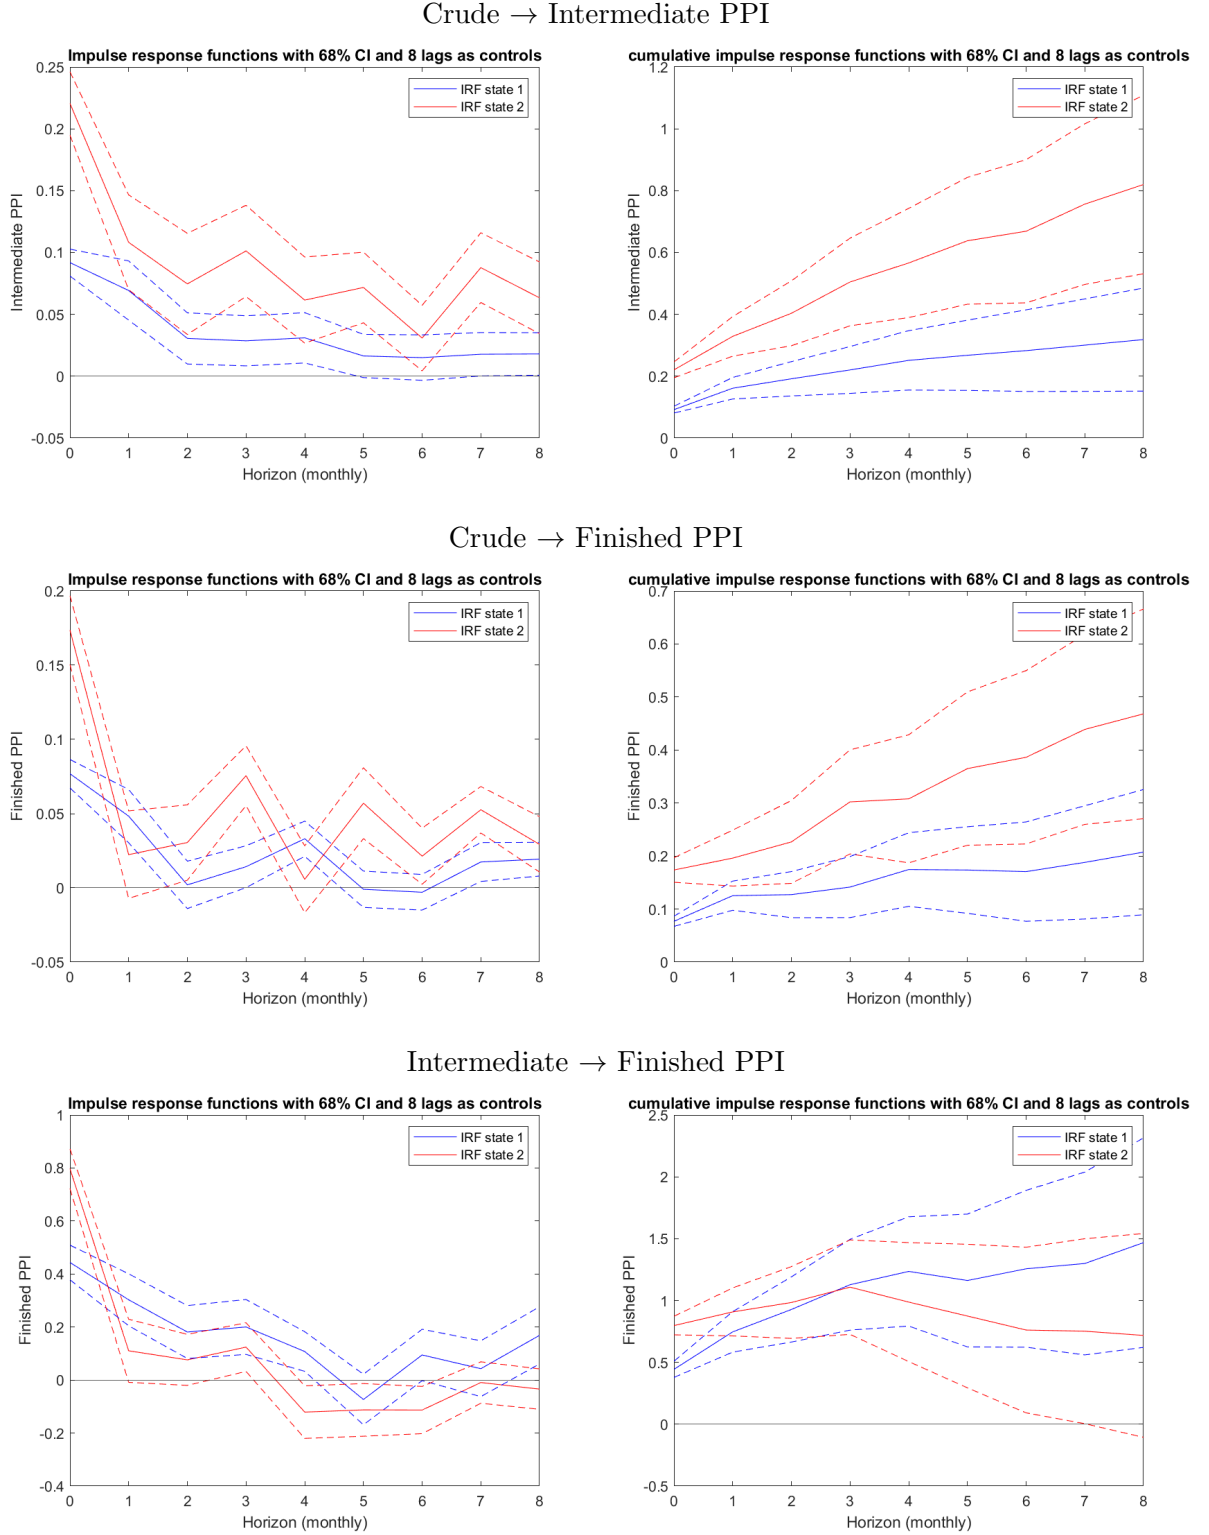 Crude → Intermediate PPI
Impulse response functions with 68% CI and 8 lags as controls
IRF state 1
IRF state 2
0.25
0.2
0.15
0.1
0.05
0
-0.05
Intermediate PPI
0 1 2 3 4 5 6 7 8
Horizon (monthly)
cumulative impulse response functions with 68% CI and 8 lags as controls
IRF state 1
IRF state 2
1.2
1
0.8
0.6
0.4
0.2
0
Intermediate PPI
0 1 2 3 4 5 6 7 8
Horizon (monthly)
Crude → Finished PPI
Impulse response functions with 68% CI and 8 lags as controls
IRF state 1
IRF state 2
0.2
0.15
0.1
0.05
0
-0.05
Finished PPI
0 1 2 3 4 5 6 7 8
Horizon (monthly)
cumulative impulse response functions with 68% CI and 8 lags as controls
IRF state 1
IRF state 2
0.7
0.6
0.5
0.4
0.3
0.2
0.1
0
Finished PPI
0 1 2 3 4 5 6 7 8
Horizon (monthly)
Intermediate → Finished PPI
Impulse response functions with 68% CI and 8 lags as controls
IRF state 1
IRF state 2
1
0.8
0.6
0.4
0.2
0
-0.2
-0.4
Finished PPI
0 1 2 3 4 5 6 7 8
Horizon (monthly)
cumulative impulse response functions with 68% CI and 8 lags as controls
IRF state 1
IRF state 2
2.5
2
1.5
1
0.5
0
-0.5
Finished PPI
0 1 2 3 4 5 6 7 8
Horizon (monthly)